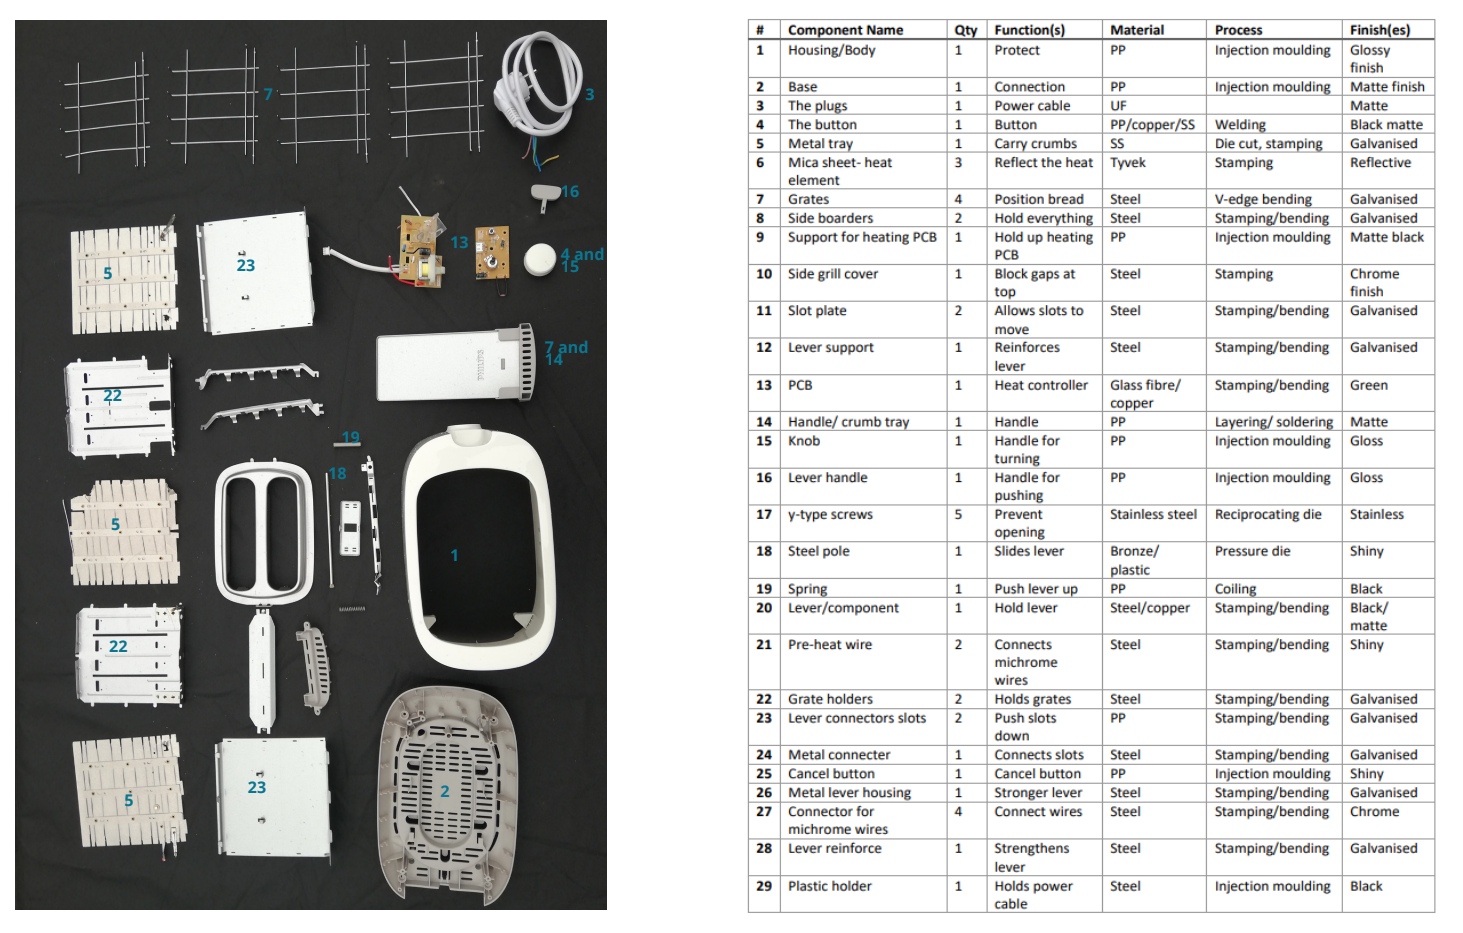 7
3
16
13
4 and
15
5
23
7 and
14
PHILIPS
22
19
18
5
1
22
23
5
2
# Component Name Qty Function(s) Material Process Finish(es)
1 Housing/Body 1 Protect PP Injection moulding Glossy
finish
2 Base 1 Connection PP Injection moulding Matte finish
3 The plugs 1 Power cable UF Matte
4 The button 1 Button PP/copper/SS Welding Black matte
5 Metal tray 1 Carry crumbs SS Die cut, stamping Galvanised
6 Mica sheet- heat 3 Reflect the heat Tyvek Stamping Reflective
element
7 Grates 4 Position bread Steel V-edge bending Galvanised
8 Side boarders 2 Hold everything Steel Stamping/bending Galvanised
9 Support for heating PCB 1 Hold up heating PP Injection moulding Matte black
PCB
10 Side grill cover 1 Block gaps at Steel Stamping Chrome
top finish
11 Slot plate 2 Allows slots to Steel Stamping/bending Galvanised
move
12 Lever support 1 Reinforces Steel Stamping/bending Galvanised
lever
13 PCB 1 Heat controller Glass fibre/ Stamping/bending Green
copper
14 Handle/ crumb tray 1 Handle PP Layering/ soldering Matte
15 Knob 1 Handle for PP Injection moulding Gloss
turning
16 Lever handle 1 Handle for PP Injection moulding Gloss
pushing
17 y-type screws 5 Prevent Stainless steel Reciprocating die Stainless
opening
18 Steel pole 1 Slides lever Bronze/ Pressure die Shiny
plastic
19 Spring 1 Push lever up PP Coiling Black
20 Lever/component 1 Hold lever Steel/copper Stamping/bending Black/
matte
21 Pre-heat wire 2 Connects Steel Stamping/bending Shiny
michrome
wires
22 Grate holders 2 Holds grates Steel Stamping/bending Galvanised
23 Lever connectors slots 2 Push slots PP Stamping/bending Galvanised
down
24 Metal connecter 1 Connects slots Steel Stamping/bending Galvanised
25 Cancel button 1 Cancel button PP Injection moulding Shiny
26 Metal lever housing 1 Stronger lever Steel Stamping/bending Galvanised
27 Connector for 4 Connect wires Steel Stamping/bending Chrome
michrome wires
28 Lever reinforce 1 Strengthens Steel Stamping/bending Galvanised
lever
29 Plastic holder 1 Holds power Steel Injection moulding Black
cable